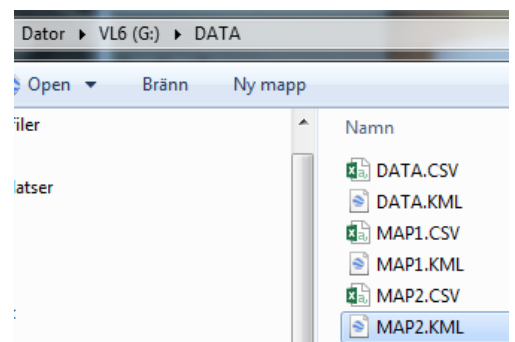 Dator ▸ VL6 (G:) ▸ DATA
Open Bränn Ny mapp
filer
Namn
DATA.CSV
latser
DATA.KML
MAP1.CSV
MAP1.KML
MAP2.CSV
MAP2.KML